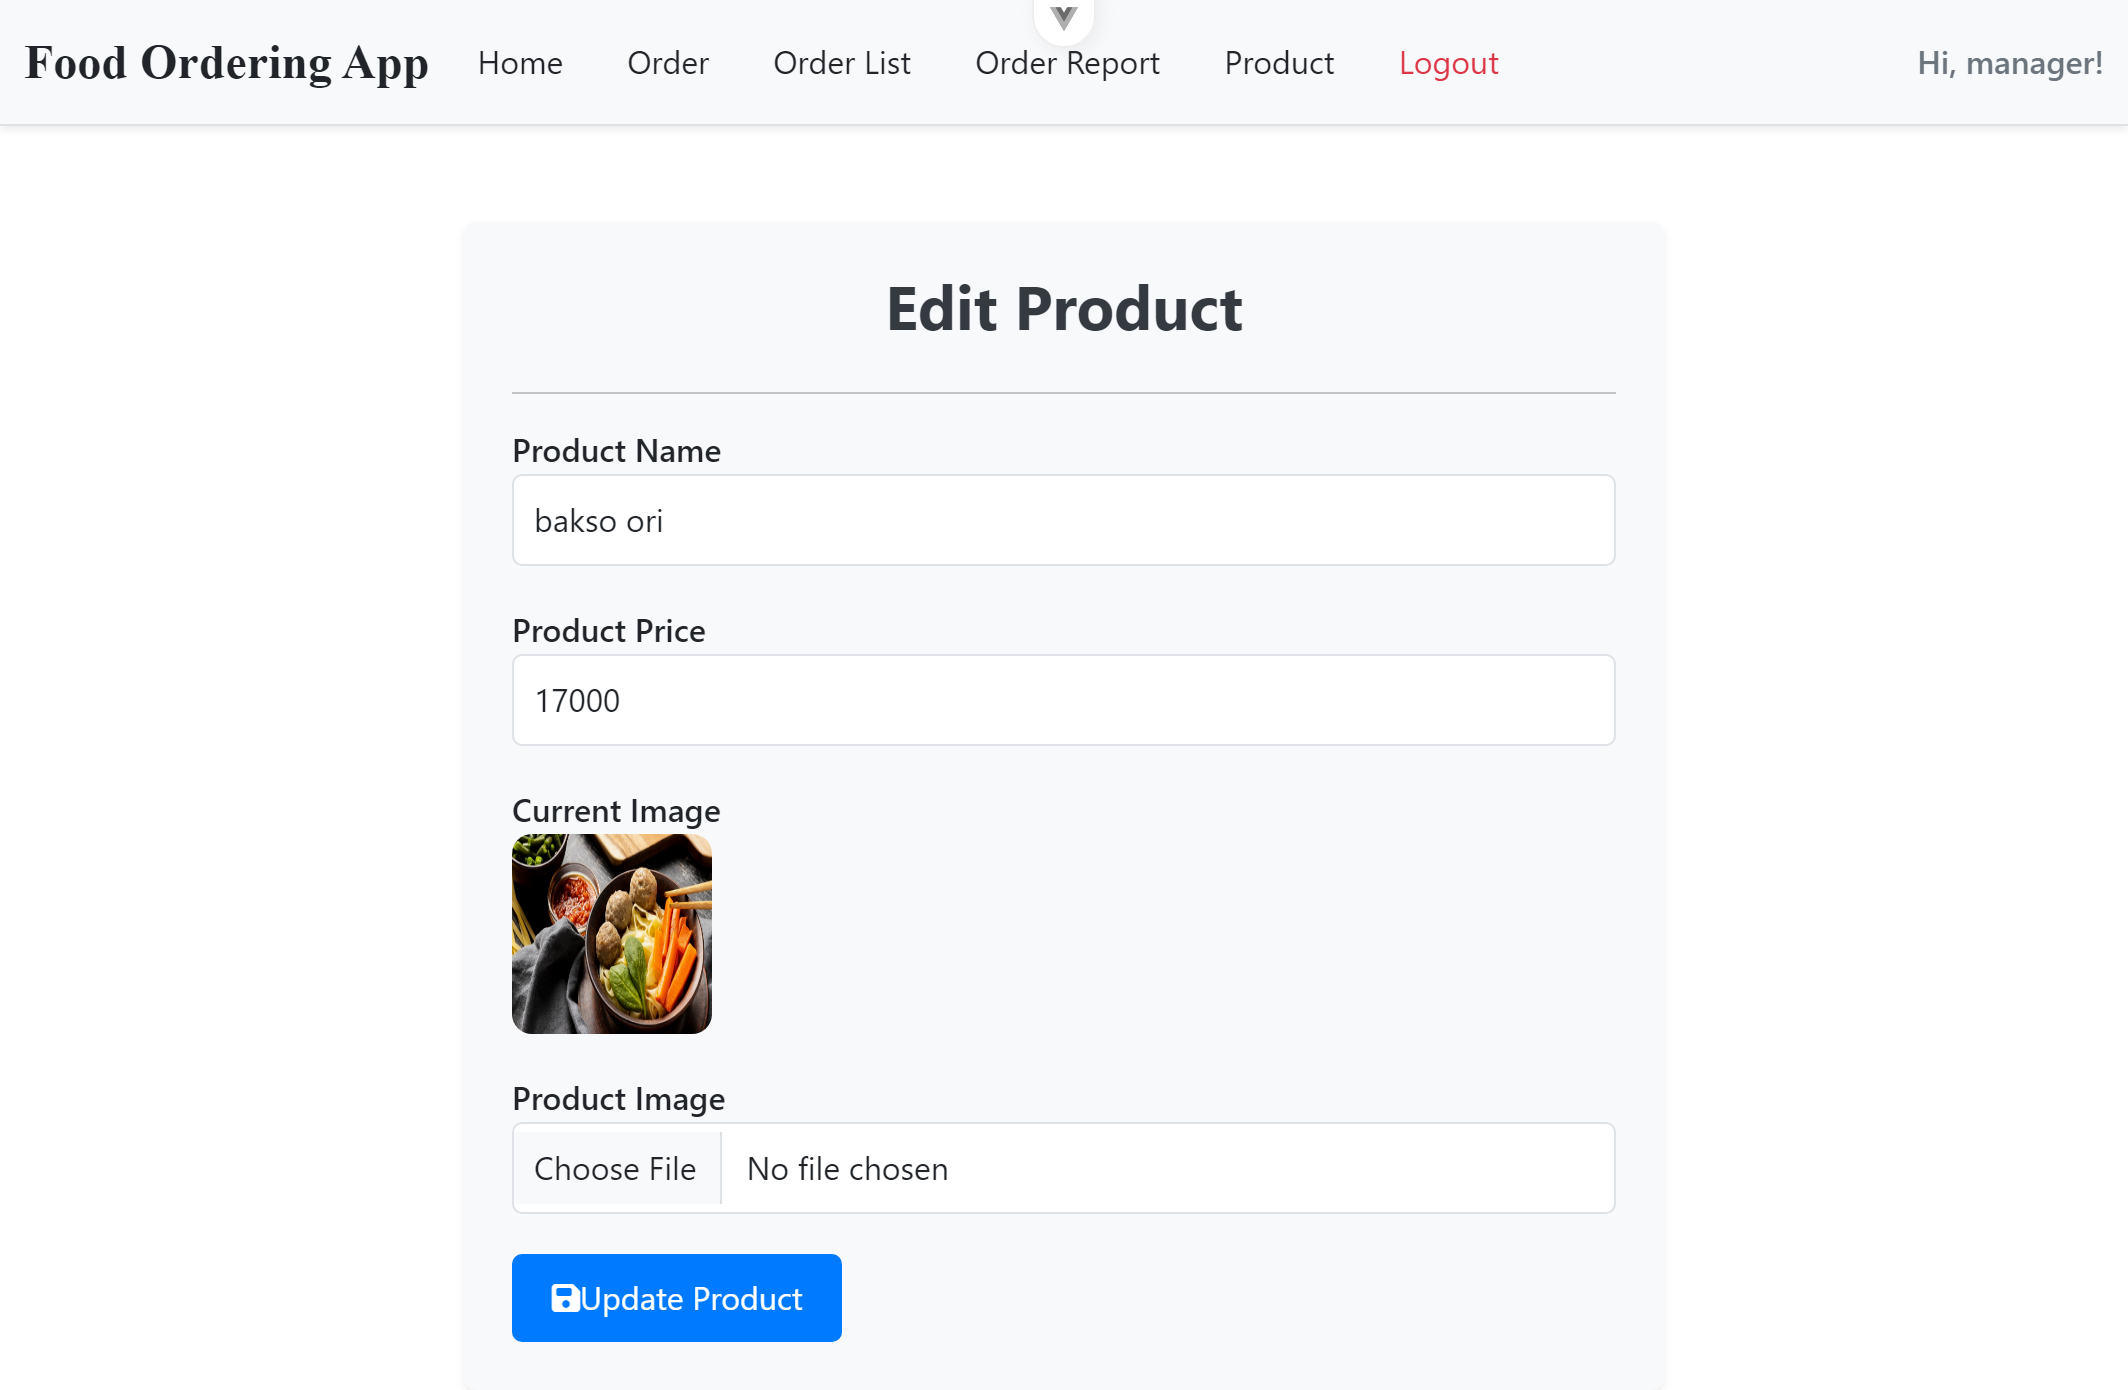 Food Ordering App Home Order Order List Order Report Product Logout Hi, manager!
Edit Product
Product Name
bakso ori
Product Price
17000
Current Image
Product Image
Choose File No file chosen
Update Product